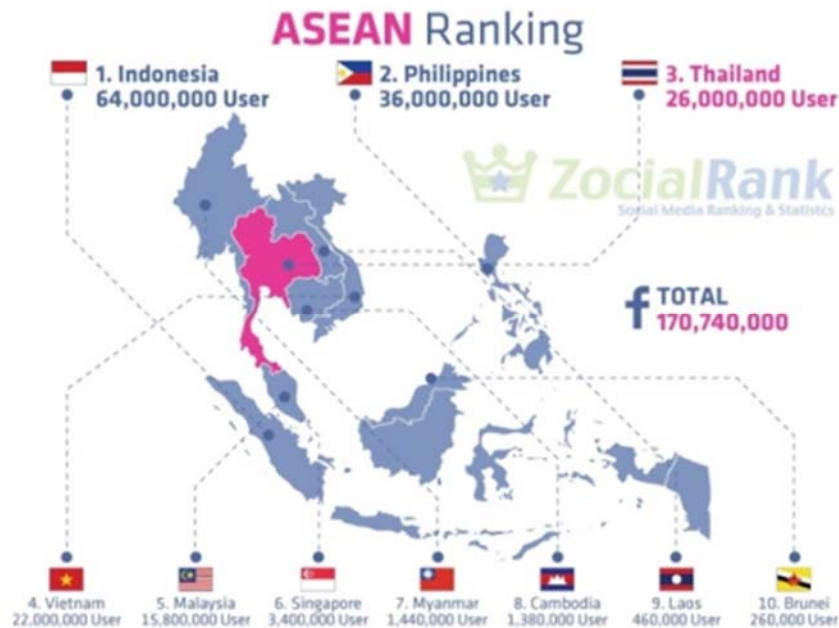 ASEAN Ranking
1. Indonesia
64,000,000 User
2. Philippines
36,000,000 User
3. Thailand
26,000,000 User
ZocialRank
Social Media Ranking & Statistcs
f TOTAL
170,740,000
4. Vietnam
22,000,000 User
5. Malaysia
15,800,000 User
6. Singapore
3,400,000 User
7. Myanmar
1,440,000 User
8. Cambodia
1,380,000 User
9. Laos
460,000 User
10. Brunei
260,000 User